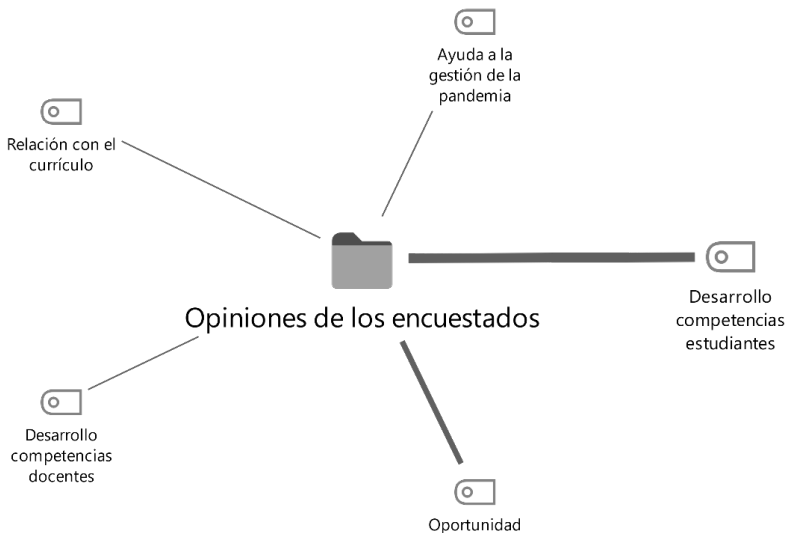 Ayuda a la
gestión de la
pandemia
Relación con el
currículo
Opiniones de los encuestados
Desarrollo
competencias
estudiantes
Desarrollo
competencias
docentes
Oportunidad